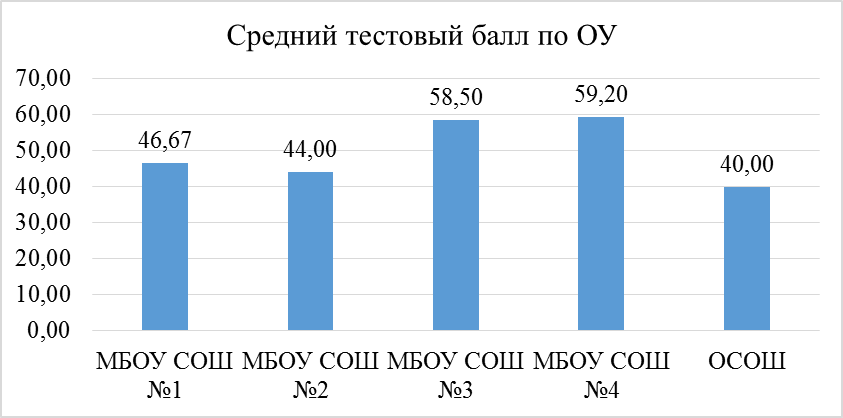 Средний тестовый балл по ОУ
70,00
60,00
50,00
40,00
30,00
20,00
10,00
0,00
46,67
44,00
58,50
59,20
40,00
МБОУ СОШ №1
МБОУ СОШ №2
МБОУ СОШ №3
МБОУ СОШ №4
ОСОШ